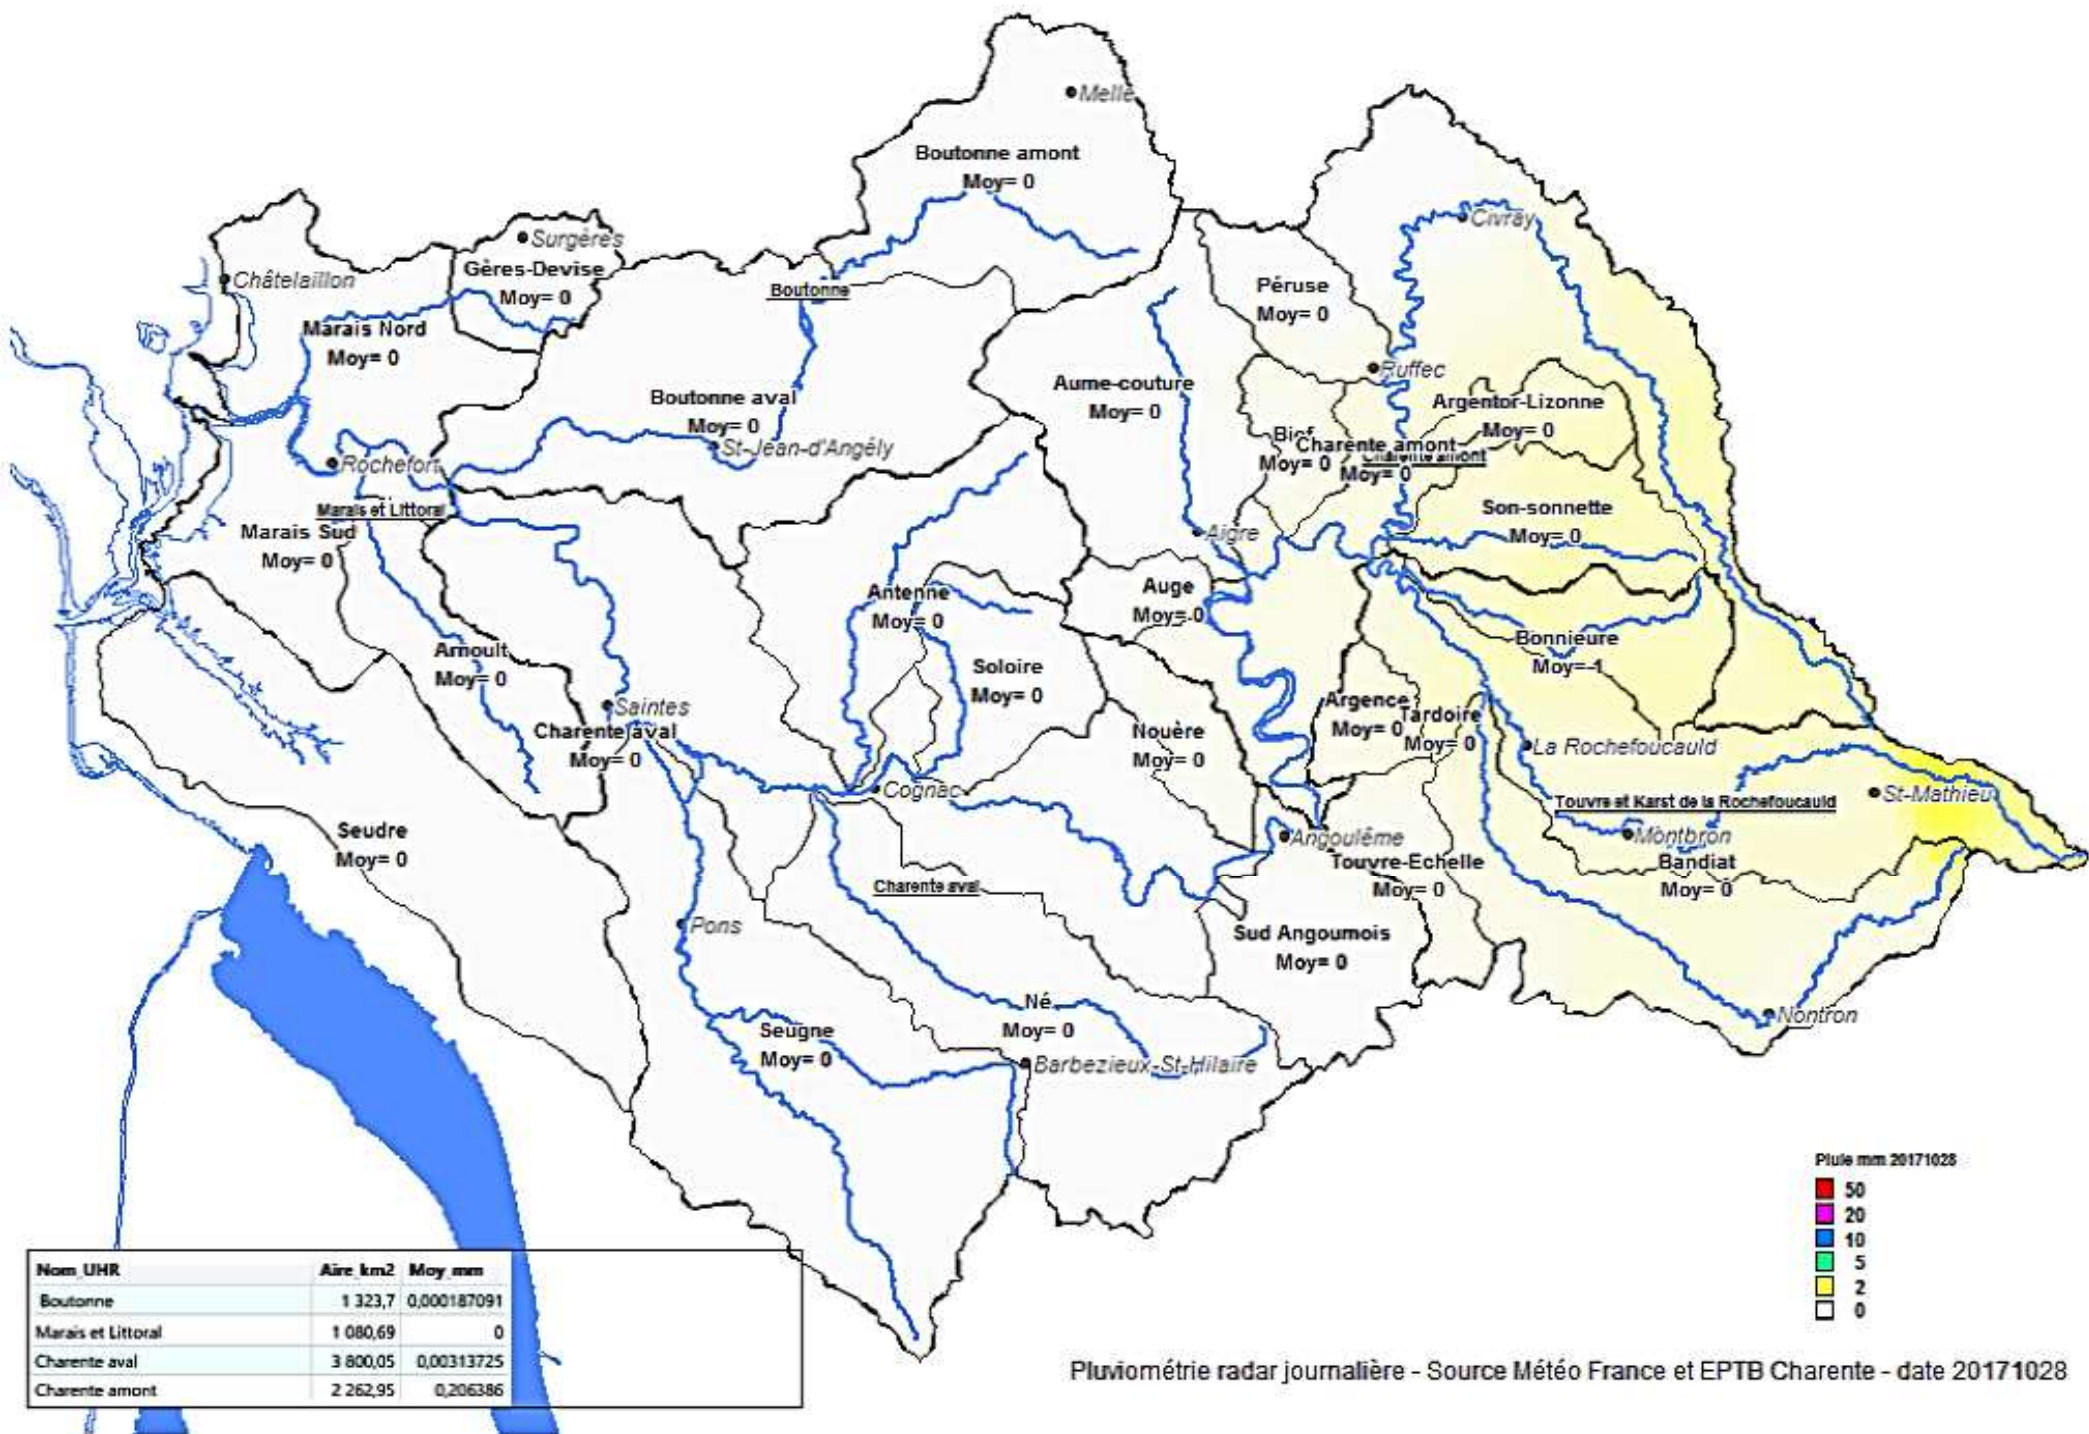 Melle
Boutonne amont
Moy= 0
Civray
Surgères
Gères-Devise
Moy= 0
Châtelaillon
Boutonne
Péruse
Moy= 0
Marais Nord
Moy= 0
Ruffec
Aume-couture
Moy= 0
Boutonne aval
Moy= 0
St-Jean-d'Angély
Argentor-Lizonne
Moy= 0
Bief
Moy= 0
Charente amont
Moy= 0
Charente amont
Rochefort
Marais et Littoral
Marais Sud
Moy= 0
Son-sonnette
Moy= 0
Aigre
Antenne
Moy= 0
Auge
Moy= 0
Arnoult
Moy= 0
Soloire
Moy= 0
Bonnieure
Moy= 1
Saintes
Charente aval
Moy= 0
Nouère
Moy= 0
Argence
Moy= 0
Tardoire
Moy= 0
La Rochefoucauld
Cognac
Touvre et Karst de la Rochefoucauld
St-Mathieu
Seudre
Moy= 0
Angoulême
Montbron
Touvre-Echelle
Moy= 0
Bandiat
Moy= 0
Charente aval
Pons
Sud Angoumois
Moy= 0
Né
Moy= 0
Nontron
Seugne
Moy= 0
Barbezieux-St-Hilaire
Pluie mm 20171028
50
20
10
5
2
0
Nom_UHR Aire_km2 Moy_mm
Boutonne 1 323,7 0,000187091
Marais et Littoral 1 080,69 0
Charente aval 3 800,05 0,00313725
Charente amont 2 262,95 0,206386
Pluviométrie radar journalière - Source Météo France et EPTB Charente - date 20171028